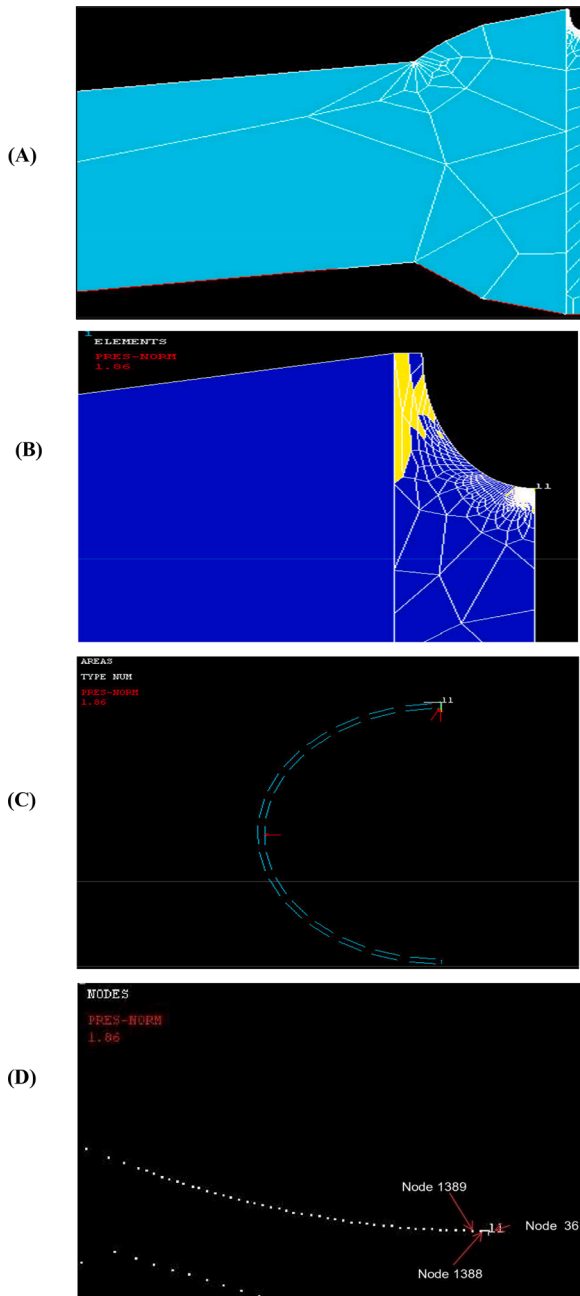 (A)
1
ELEMENTS
PRES-NORM
1.86
(B)
11
AREAS
TYPE NUM
PRES-NORM
1.86
11
(C)
NODES
PRES-NORM
1.86
(D)
Node 1389
11
Node 36
Node 1388